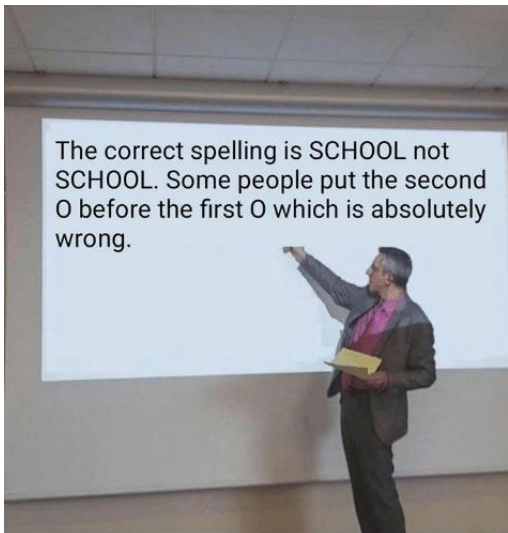 The correct spelling is SCHOOL not
SCHOOL. Some people put the second
O before the first O which is absolutely
wrong.